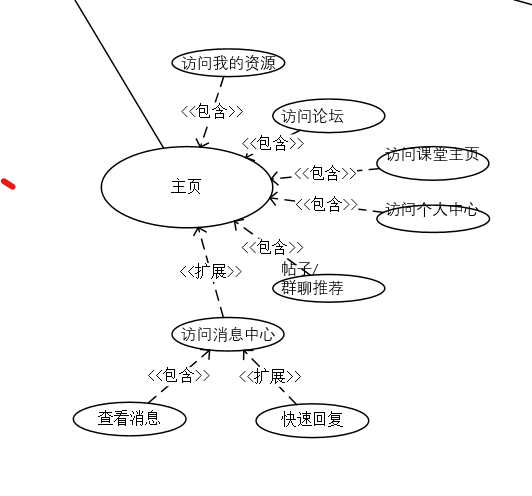 访问我的资源
<<包含>>
访问论坛
<<包含>>
访问课堂主页
<<包含>>
主页
<<包含>>
访问个人中心
<<包含>>
帖子/
群聊推荐
<<扩展>>
访问消息中心
<<包含>>
<<扩展>>
查看消息
快速回复